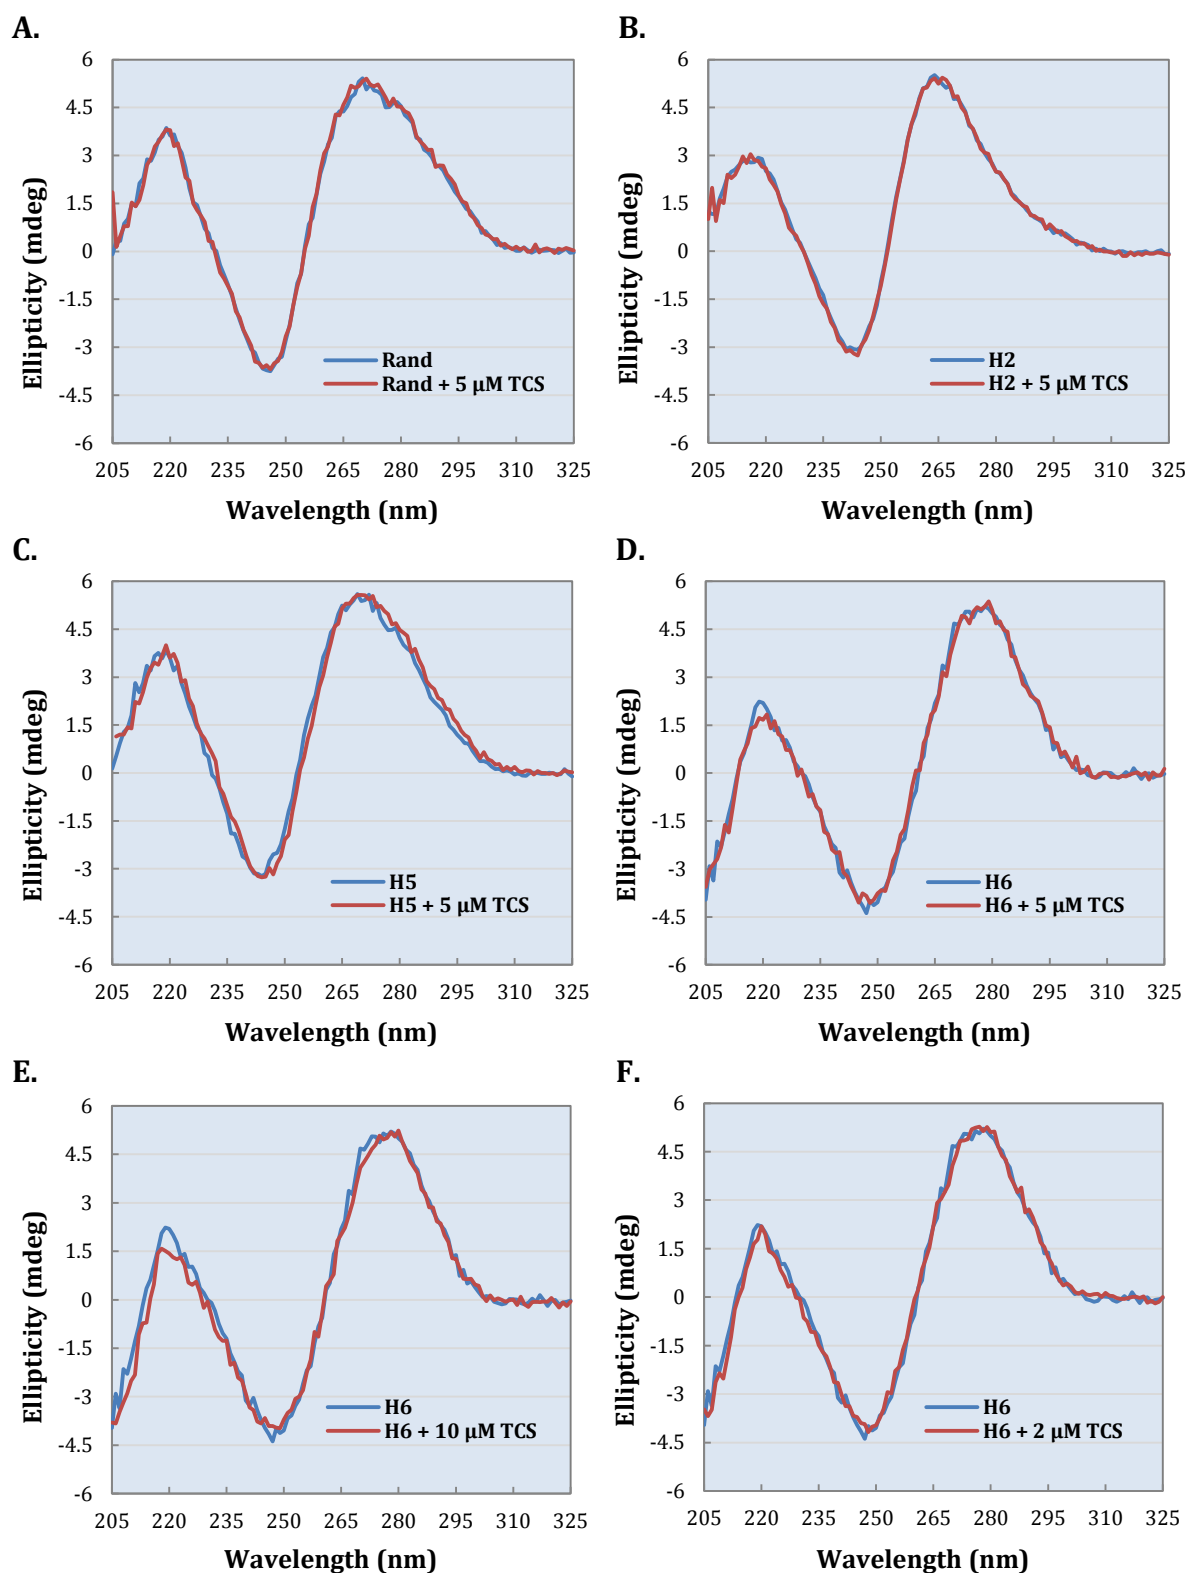 A.
6
4.5
3
1.5
0
-1.5
-3
-4.5
-6
205 220 235 250 265 280 295 310 325
Ellipticity (mdeg)
Wavelength (nm)
Rand
Rand + 5 μM TCS
B.
6
4.5
3
1.5
0
-1.5
-3
-4.5
-6
205 220 235 250 265 280 295 310 325
Ellipticity (mdeg)
Wavelength (nm)
H2
H2 + 5 μM TCS
C.
6
4.5
3
1.5
0
-1.5
-3
-4.5
-6
205 220 235 250 265 280 295 310 325
Ellipticity (mdeg)
Wavelength (nm)
H5
H5 + 5 μM TCS
D.
6
4.5
3
1.5
0
-1.5
-3
-4.5
-6
205 220 235 250 265 280 295 310 325
Ellipticity (mdeg)
Wavelength (nm)
H6
H6 + 5 μM TCS
E.
6
4.5
3
1.5
0
-1.5
-3
-4.5
-6
205 220 235 250 265 280 295 310 325
Ellipticity (mdeg)
Wavelength (nm)
H6
H6 + 10 μM TCS
F.
6
4.5
3
1.5
0
-1.5
-3
-4.5
-6
205 220 235 250 265 280 295 310 325
Ellipticity (mdeg)
Wavelength (nm)
H6
H6 + 2 μM TCS